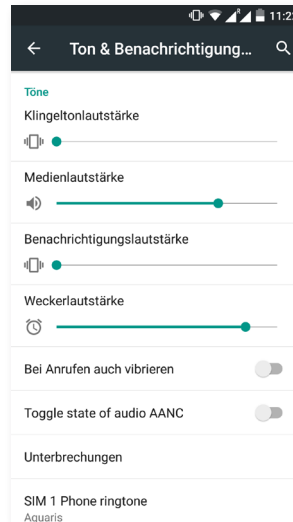 11:2
Ton & Benachrichtigung...
Töne
Klingeltonlautstärke
Medienlautstärke
Benachrichtigungslautstärke
Weckerlautstärke
Bei Anrufen auch vibrieren
Toggle state of audio AANC
Unterbrechungen
SIM 1 Phone ringtone
Aquaris